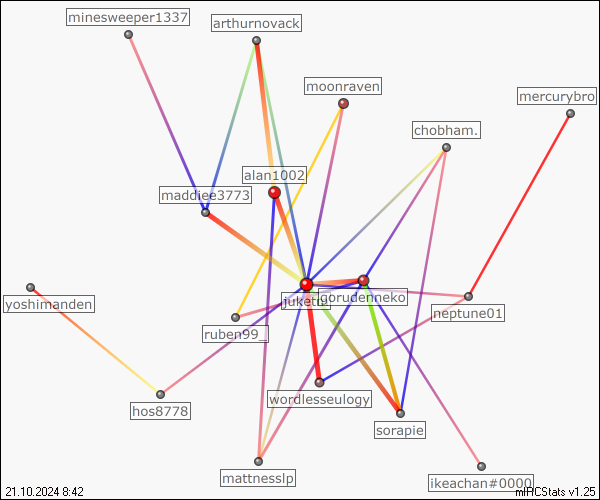 minesweeper1337
arthurnovack
moonraven
mercurybro
chobham.
alan1002
maddiee3773
gorudenneko
yoshimanden
neptune01
ruben99_
wordlesseulogy
hos8778
sorapie
mattnesslp
ikeachan#0000
21.10.2024 8:42
mIRCStats v1.25